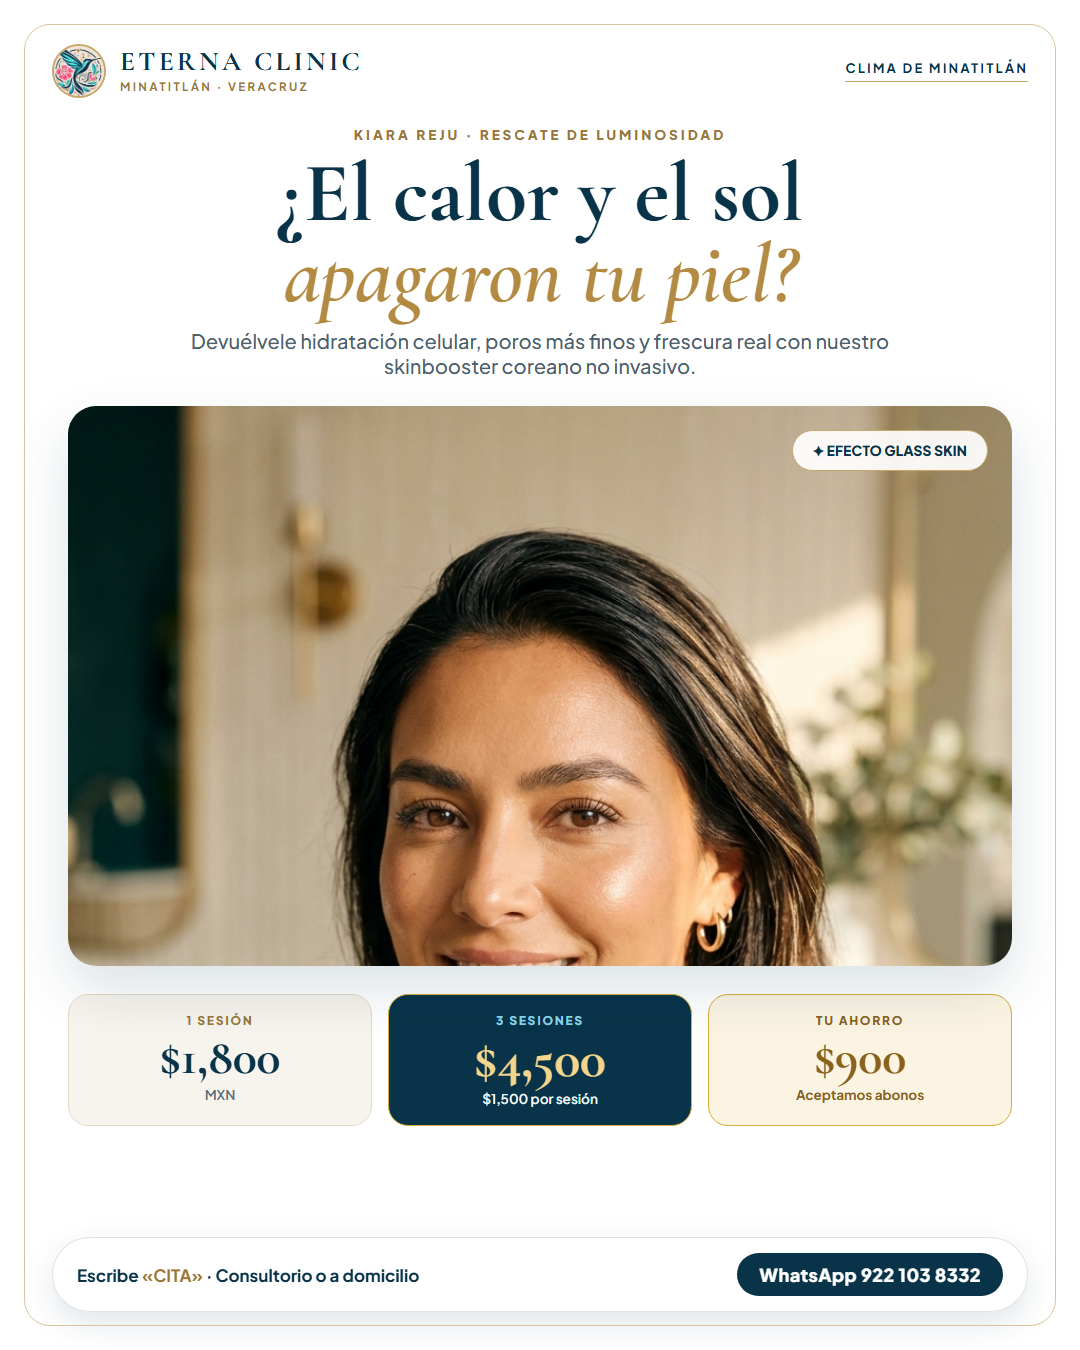 ETERNA CLINIC
MINATITLÁN · VERACRUZ
CLIMA DE MINATITLÁN
KIARA REJU · RESCATE DE LUMINOSIDAD
¿El calor y el sol
apagaron tu piel?
Devuélvele hidratación celular, poros más finos y frescura real con nuestro
skinbooster coreano no invasivo.
✦ EFECTO GLASS SKIN
1 SESIÓN
$1,800
MXN
3 SESIONES
$4,500
$1,500 por sesión
TU AHORRO
$900
Aceptamos abonos
Escribe «CITA» · Consultorio o a domicilio
WhatsApp 922 103 8332